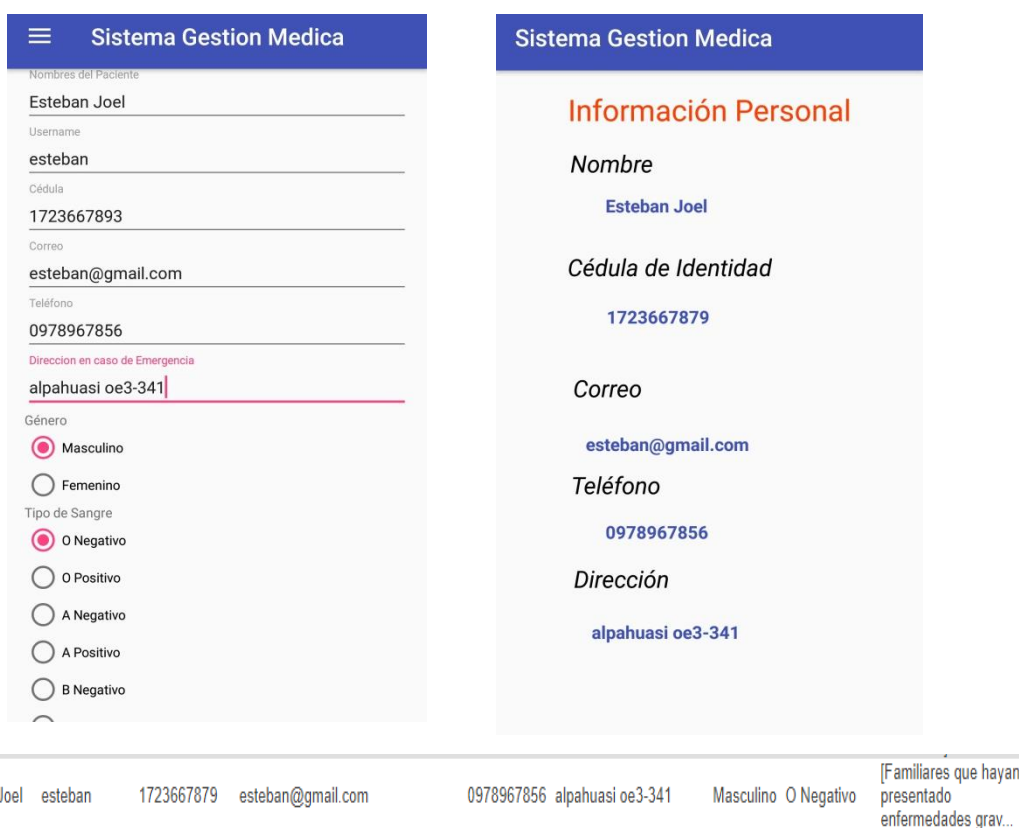 Sistema Gestion Medica
Nombres del Paciente
Esteban Joel
Username
esteban
Cédula
1723667893
Correo
esteban@gmail.com
Teléfono
0978967856
Direccion en caso de Emergencia
alpahuasi oe3-341
Género
Masculino
Femenino
Tipo de Sangre
O Negativo
O Positivo
A Negativo
A Positivo
B Negativo
Sistema Gestion Medica
Información Personal
Nombre
Esteban Joel
Cédula de Identidad
1723667879
Correo
esteban@gmail.com
Teléfono
0978967856
Dirección
alpahuasi oe3-341
Joel esteban 1723667879 esteban@gmail.com 0978967856 alpahuasi oe3-341 Masculino O Negativo
[Familiares que hayan
presentado
enfermedades grav...